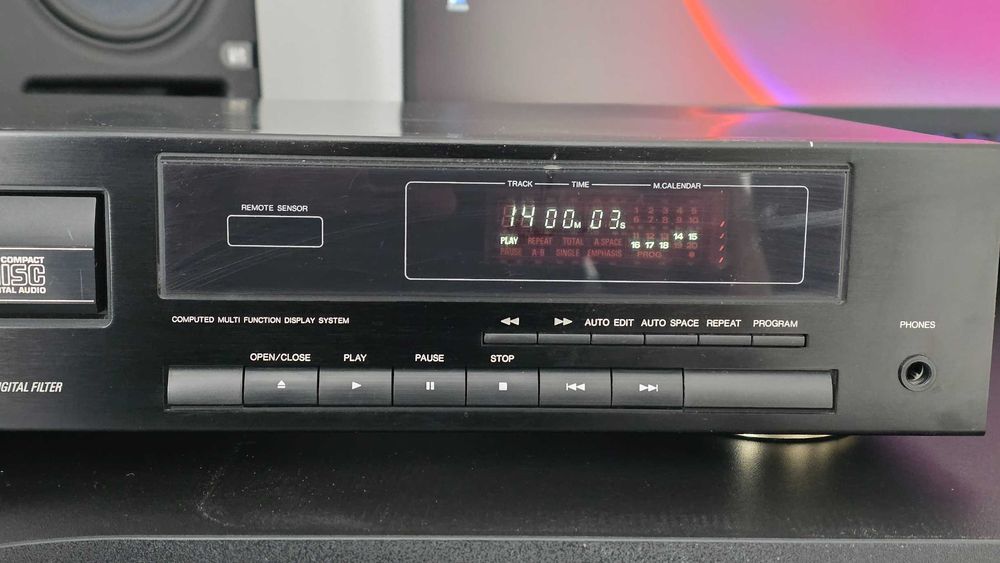 TRACK TIME M.CALENDAR
REMOTE SENSOR
14 00M 03S
1 2 3 4 5
6 7 8 9 10
11 12 13 14 15
16 17 18 19 20
PLAY REPEAT TOTAL A.SPACE
PAUSE A-B SINGLE EMPHASIS PROG
COMPACT
DISC
DIGITAL AUDIO
COMPUTED MULTI FUNCTION DISPLAY SYSTEM
AUTO EDIT AUTO SPACE REPEAT PROGRAM
PHONES
OPEN/CLOSE PLAY PAUSE STOP
DIGITAL FILTER